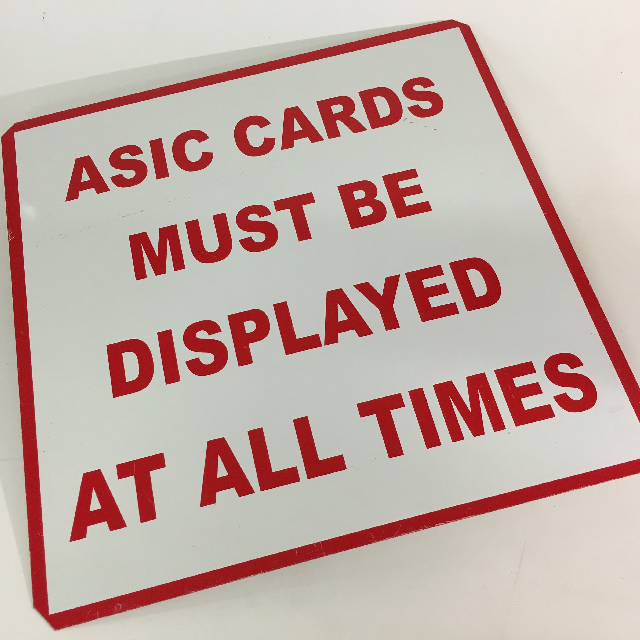 ASIC CARDS
MUST BE
DISPLAYED
AT ALL TIMES